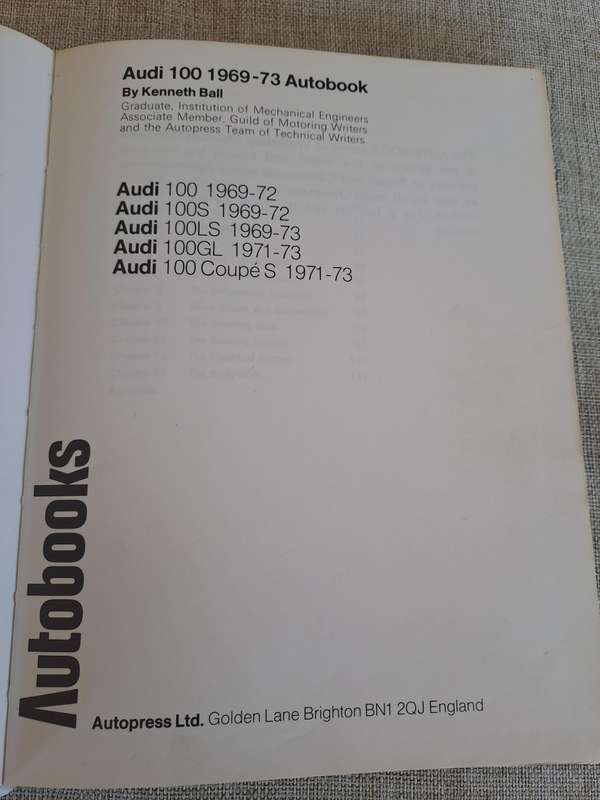 Audi 100 1969-73 Autobook
By Kenneth Ball
Graduate, Institution of Mechanical Engineers
Associate Member, Guild of Motoring Writers
and the Autopress Team of Technical Writers
Audi 100 1969-72
Audi 100S 1969-72
Audi 100LS 1969-73
Audi 100GL 1971-73
Audi 100 Coupé S 1971-73
Autobooks
Autopress Ltd. Golden Lane Brighton BN1 2QJ England